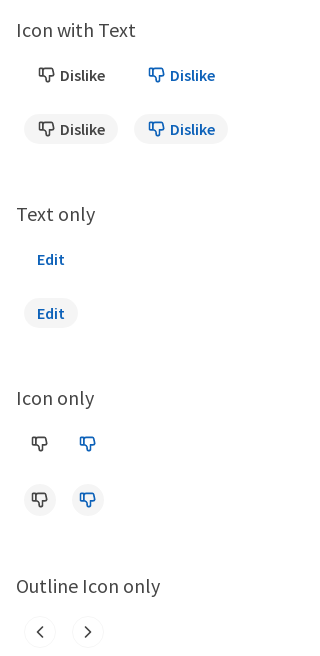 Icon with Text
Dislike Dislike
Dislike Dislike
Text only
Edit
Edit
Icon only
Outline Icon only